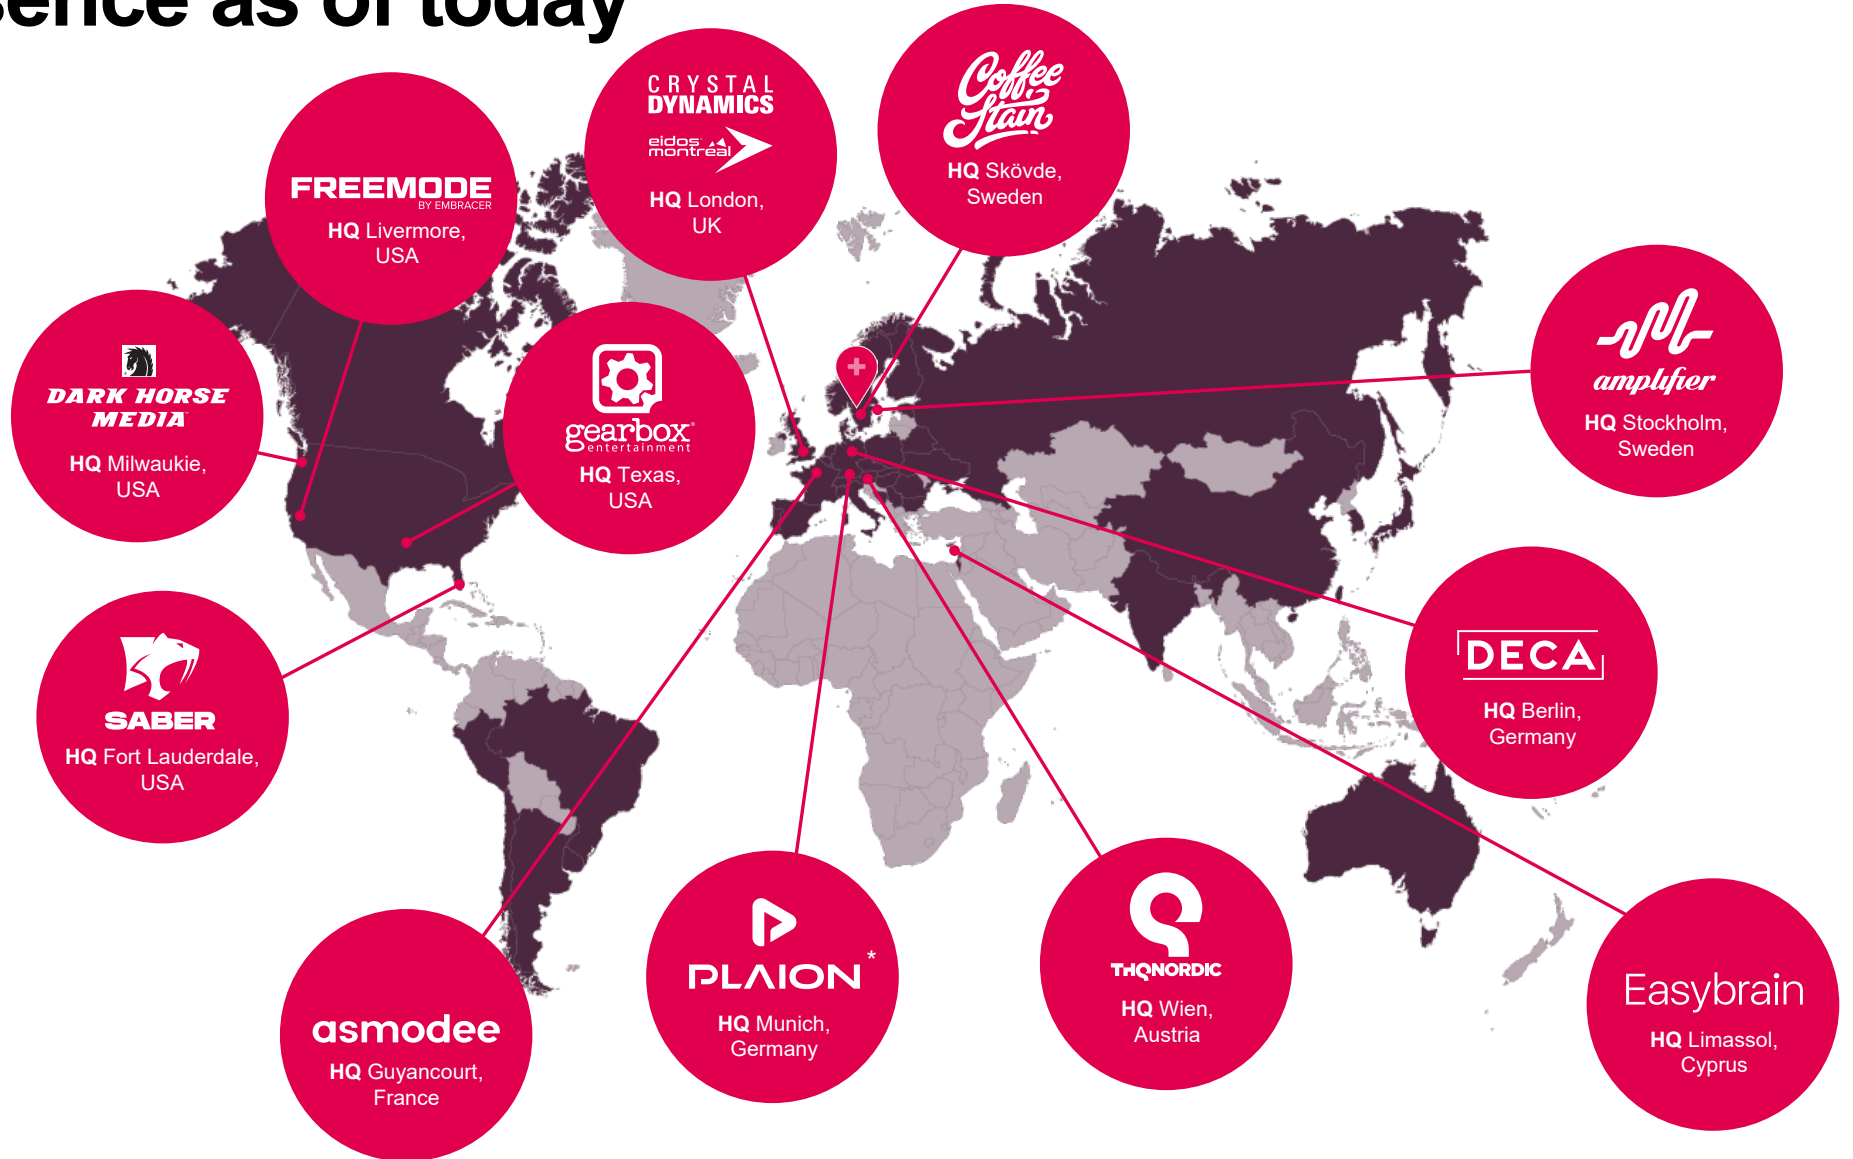 sence as of today
CRYSTAL
DYNAMICS
eidos
montréal
HQ London,
UK
Coffee
Stain
HQ Skövde,
Sweden
FREEMODE
BY EMBRACER
HQ Livermore,
USA
DARK HORSE
MEDIA
HQ Milwaukie,
USA
gearbox
entertainment
HQ Texas,
USA
amplifier
HQ Stockholm,
Sweden
SABER
HQ Fort Lauderdale,
USA
DECA
HQ Berlin,
Germany
asmodee
HQ Guyancourt,
France
PLAION*
HQ Munich,
Germany
THQNORDIC
HQ Wien,
Austria
Easybrain
HQ Limassol,
Cyprus